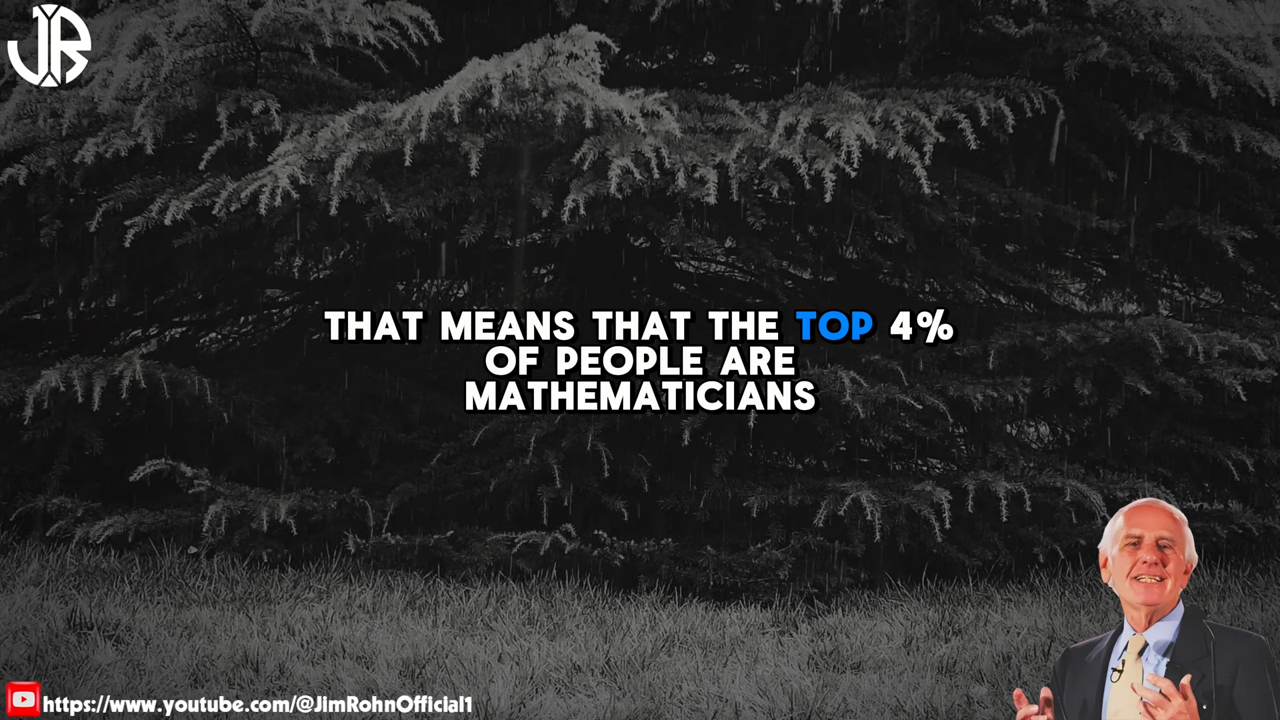 JR
THAT MEANS THAT THE TOP 4%
OF PEOPLE ARE
MATHEMATICIANS
https://www.youtube.com/@JimRohnOfficial1